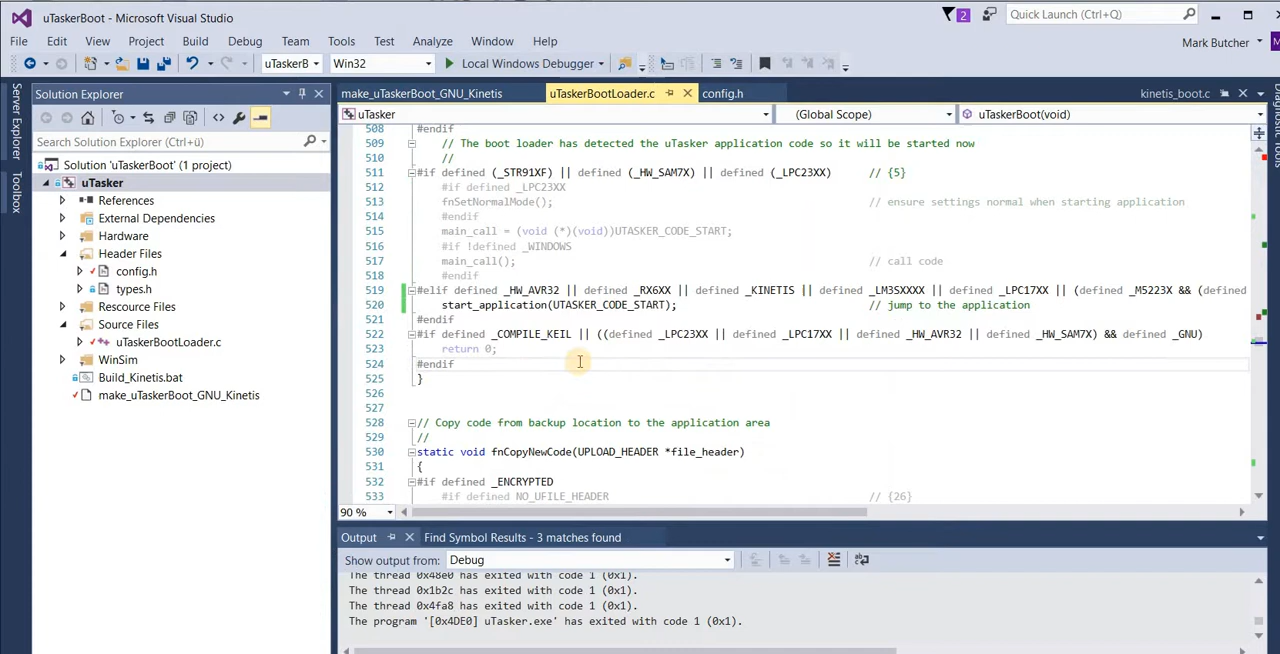 uTaskerBoot - Microsoft Visual Studio
2
Quick Launch (Ctrl+Q)
File Edit View Project Build Debug Team Tools Test Analyze Window Help
Mark Butcher
uTaskerB Win32 Local Windows Debugger
Server Explorer
Toolbox
Solution Explorer
Search Solution Explorer (Ctrl+ü)
Solution 'uTaskerBoot' (1 project)
uTasker
References
External Dependencies
Hardware
Header Files
config.h
types.h
Rescource Files
Source Files
uTaskerBootLoader.c
WinSim
Build_Kinetis.bat
make_uTaskerBoot_GNU_Kinetis
make_uTaskerBoot_GNU_Kinetis uTaskerBootLoader.c config.h kinetis_boot.c
uTasker (Global Scope) uTaskerBoot(void)
508 #endif
509 // The boot loader has detected the uTasker application code so it will be started now
510 //
511 #if defined (_STR91XF) || defined (_HW_SAM7X) || defined (_LPC23XX) // {5}
512 #if defined _LPC23XX
513 fnSetNormalMode(); // ensure settings normal when starting application
514 #endif
515 main_call = (void (*)(void))UTASKER_CODE_START;
516 #if !defined _WINDOWS
517 main_call(); // call code
518 #endif
519 #elif defined _HW_AVR32 || defined _RX6XX || defined _KINETIS || defined _LM3SXXXX || defined _LPC17XX || (defined _M5223X && (defined
520 start_application(UTASKER_CODE_START); // jump to the application
521 #endif
522 #if defined _COMPILE_KEIL || ((defined _LPC23XX || defined _LPC17XX || defined _HW_AVR32 || defined _HW_SAM7X) && defined _GNU)
523 return 0;
524 #endif
525 }
526
527
528 // Copy code from backup location to the application area
529 //
530 static void fnCopyNewCode(UPLOAD_HEADER *file_header)
531 {
532 #if defined _ENCRYPTED
533 #if defined NO_UFILE_HEADER // {26}
90 %
Output Find Symbol Results - 3 matches found
Show output from: Debug
The thread 0x48e0 has exited with code 1 (0x1).
The thread 0x1b2c has exited with code 1 (0x1).
The thread 0x4fa8 has exited with code 1 (0x1).
The program '[0x4DE0] uTasker.exe' has exited with code 1 (0x1).